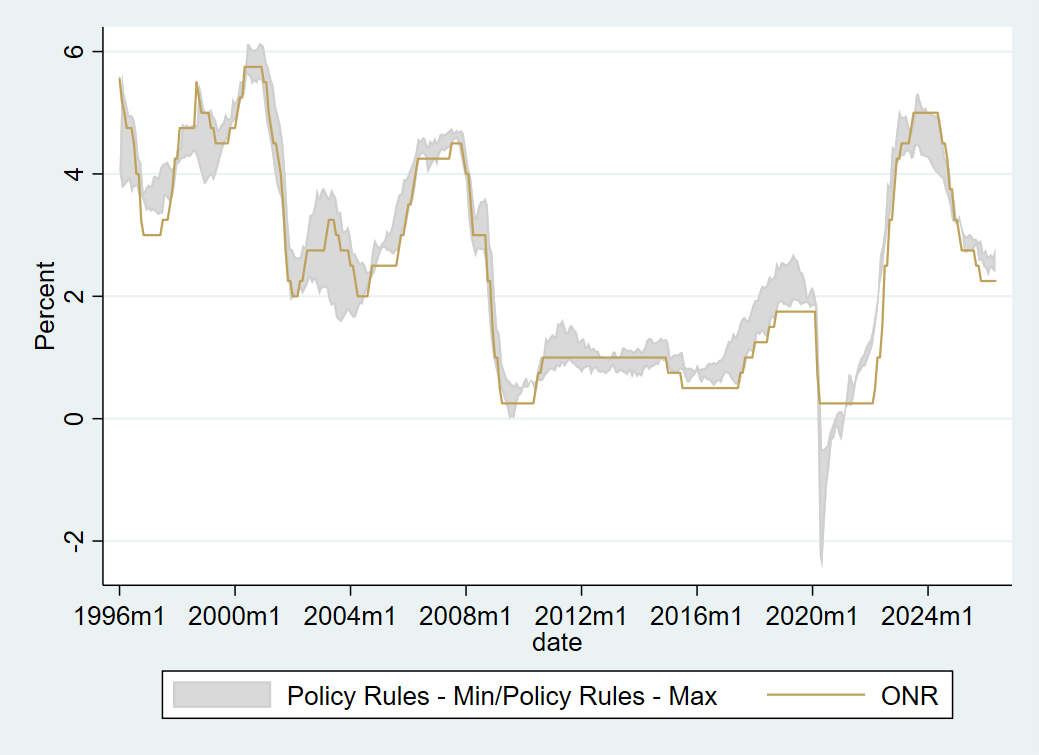 6
4
2
0
-2
Percent
1996m1 2000m1 2004m1 2008m1 2012m1 2016m1 2020m1 2024m1
date
Policy Rules - Min/Policy Rules - Max ONR